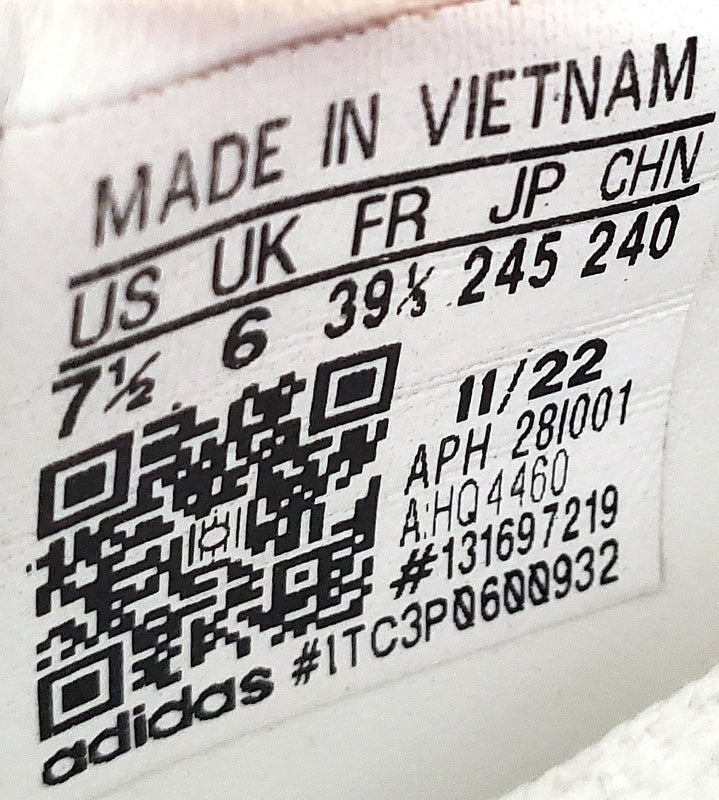 MADE IN VIETNAM
US UK FR JP CHN
7½ 6 39⅓ 245 240
11/22
APH 281001
A:HQ4460
#131697219
adidas #1TC3P0600932